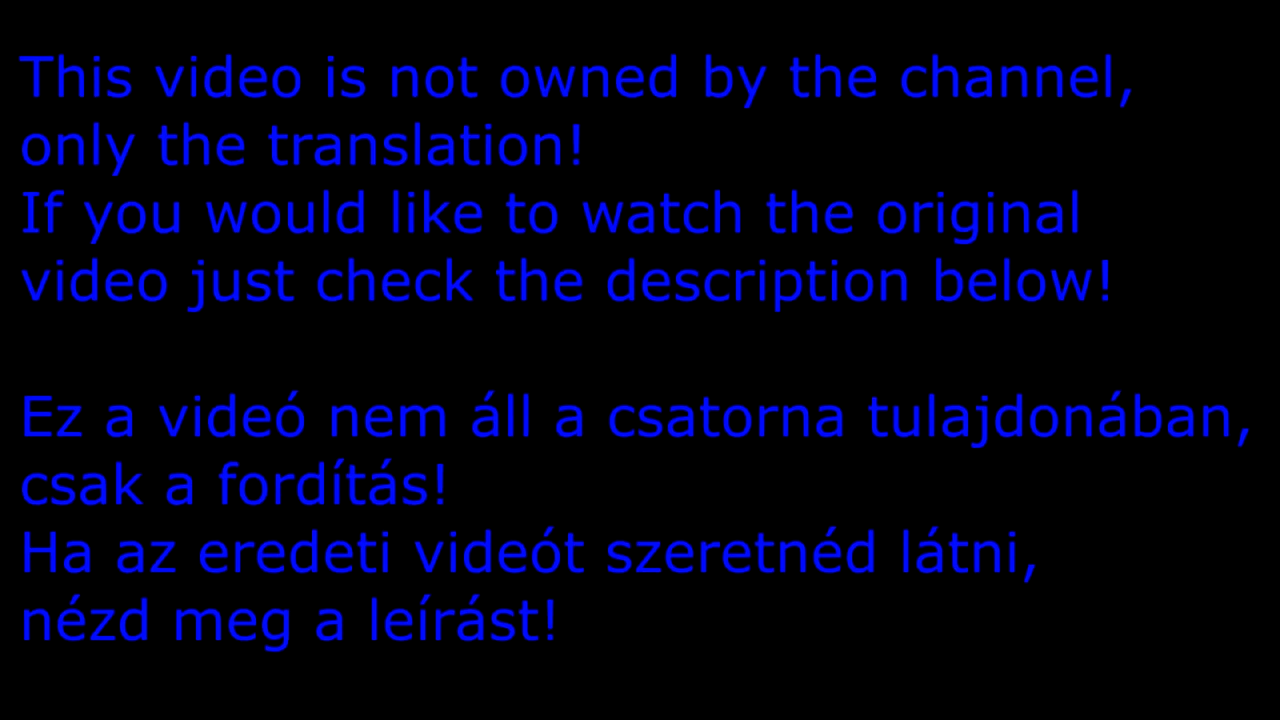 This video is not owned by the channel,
only the translation!
If you would like to watch the original
video just check the description below!
Ez a videó nem áll a csatorna tulajdonában,
csak a fordítás!
Ha az eredeti videót szeretnéd látni,
nézd meg a leírást!